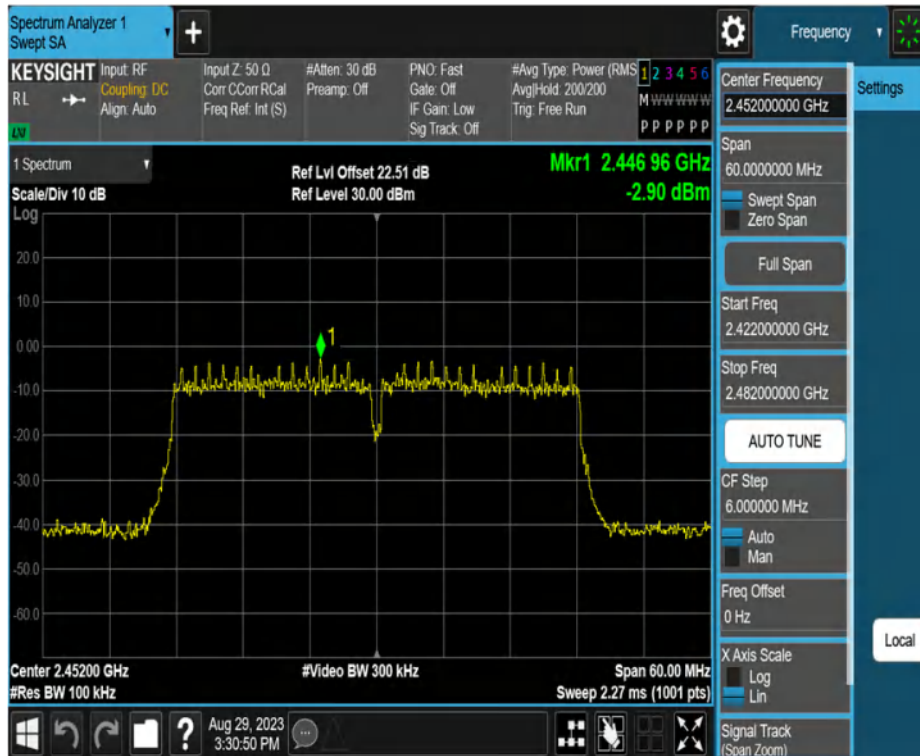 Spectrum Analyzer 1
Swept SA
+
Frequency
KEYSIGHT Input: RF
Coupling: DC
Align: Auto
Input Z: 50 Ω
Corr CCorr RCal
Freq Ref: Int (S)
#Atten: 30 dB
Preamp: Off
PNO: Fast
Gate: Off
IF Gain: Low
Sig Track: Off
#Avg Type: Power (RMS
Avg|Hold: 200/200
Trig: Free Run
1 2 3 4 5 6
M W W W W W
P P P P P P
RL
LXI
Center Frequency
2.452000000 GHz
Settings
Span
60.0000000 MHz
Swept Span
Zero Span
Full Span
Start Freq
2.422000000 GHz
Stop Freq
2.482000000 GHz
AUTO TUNE
CF Step
6.000000 MHz
Auto
Man
Freq Offset
0 Hz
X Axis Scale
Log
Lin
Signal Track
(Span Zoom)
Local
1 Spectrum
Scale/Div 10 dB
Ref Lvl Offset 22.51 dB
Ref Level 30.00 dBm
Mkr1 2.446 96 GHz
-2.90 dBm
Log
20.0
10.0
0.00
-10.0
-20.0
-30.0
-40.0
-50.0
-60.0
1
Center 2.45200 GHz
#Video BW 300 kHz
Span 60.00 MHz
#Res BW 100 kHz
Sweep 2.27 ms (1001 pts)
?
Aug 29, 2023
3:30:50 PM